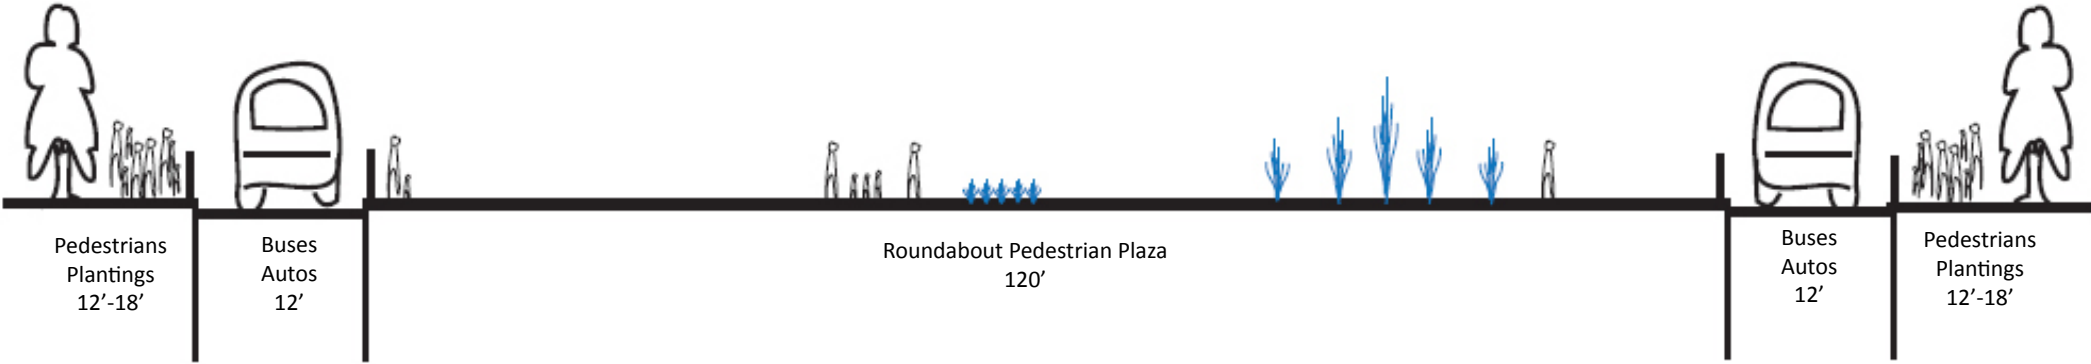 Pedestrians
Plantings
12’-18’
Buses
Autos
12’
Roundabout Pedestrian Plaza
120’
Buses
Autos
12’
Pedestrians
Plantings
12’-18’